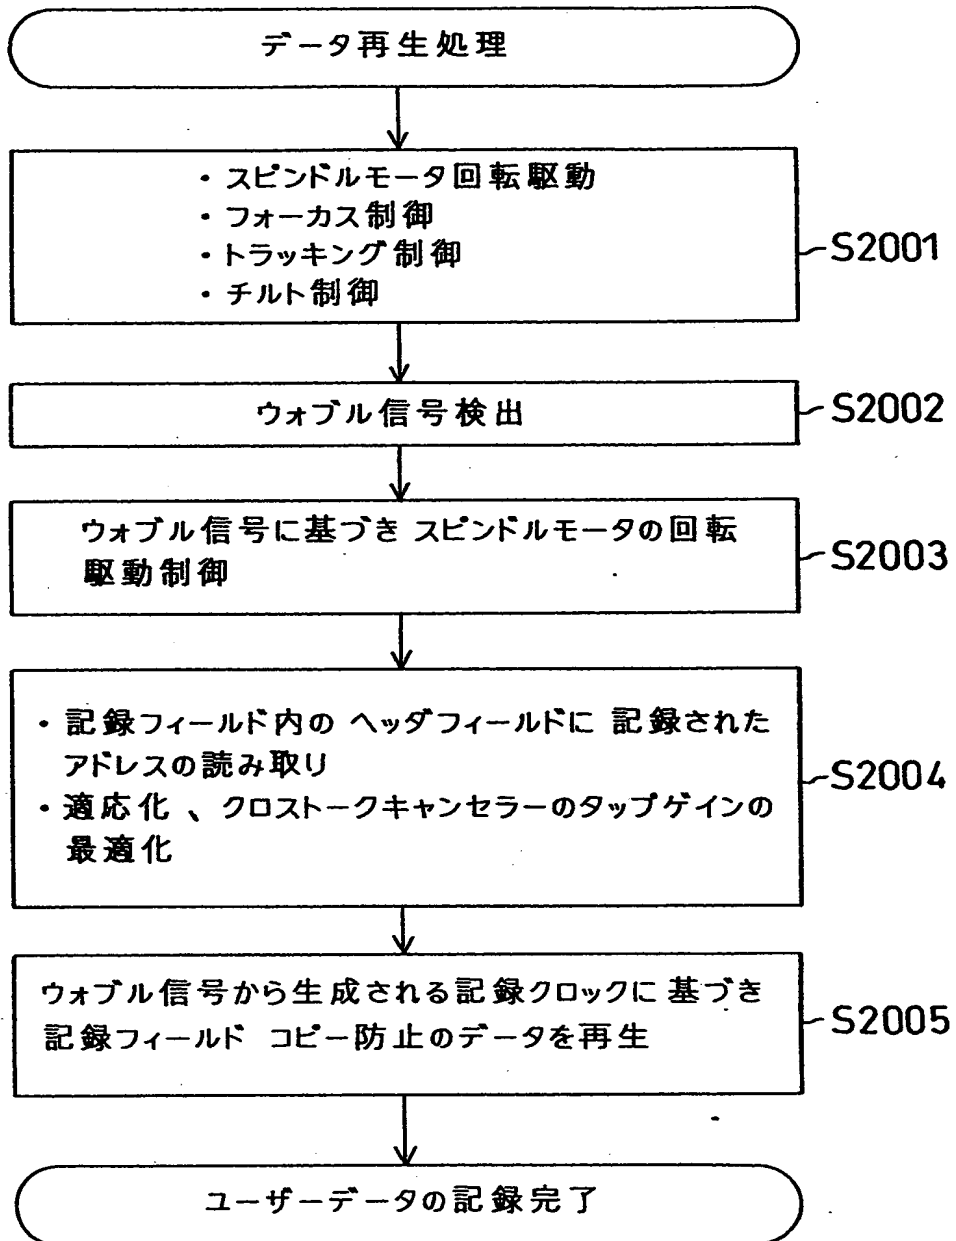 データ再生処理
・スピンドルモータ回転駆動
・フォーカス制御
・トラッキング制御
・チルト制御
S2001
ウォブル信号検出
S2002
ウォブル信号に基づきスピンドルモータの回転
駆動制御
S2003
・記録フィールド内のヘッダフィールドに記録された
アドレスの読み取り
・適応化、クロストークキャンセラーのタップゲインの
最適化
S2004
ウォブル信号から生成される記録クロックに基づき
記録フィールド コピー防止のデータを再生
S2005
ユーザーデータの記録完了